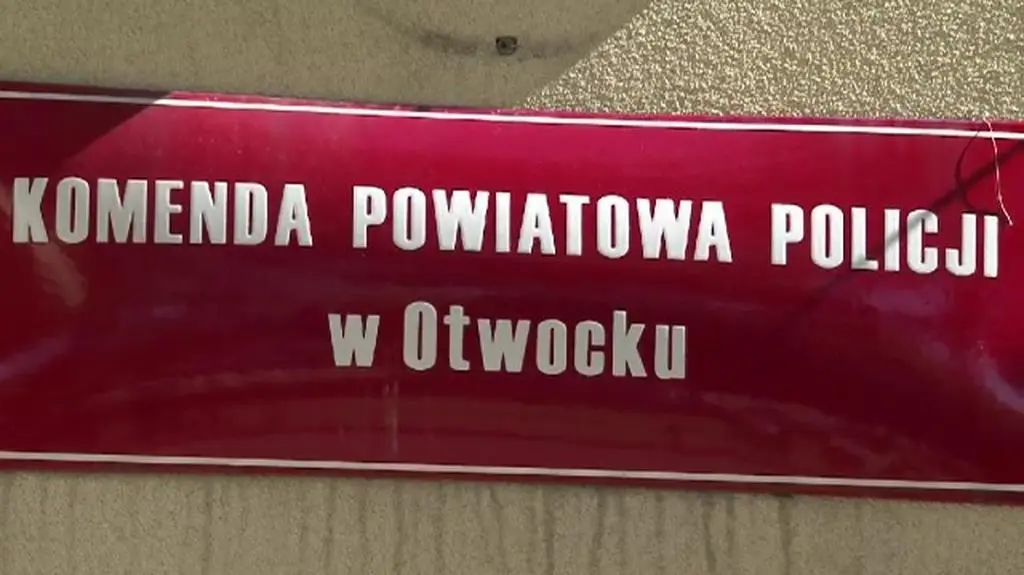 KOMENDA POWIATOWA POLICJI
w Otwocku